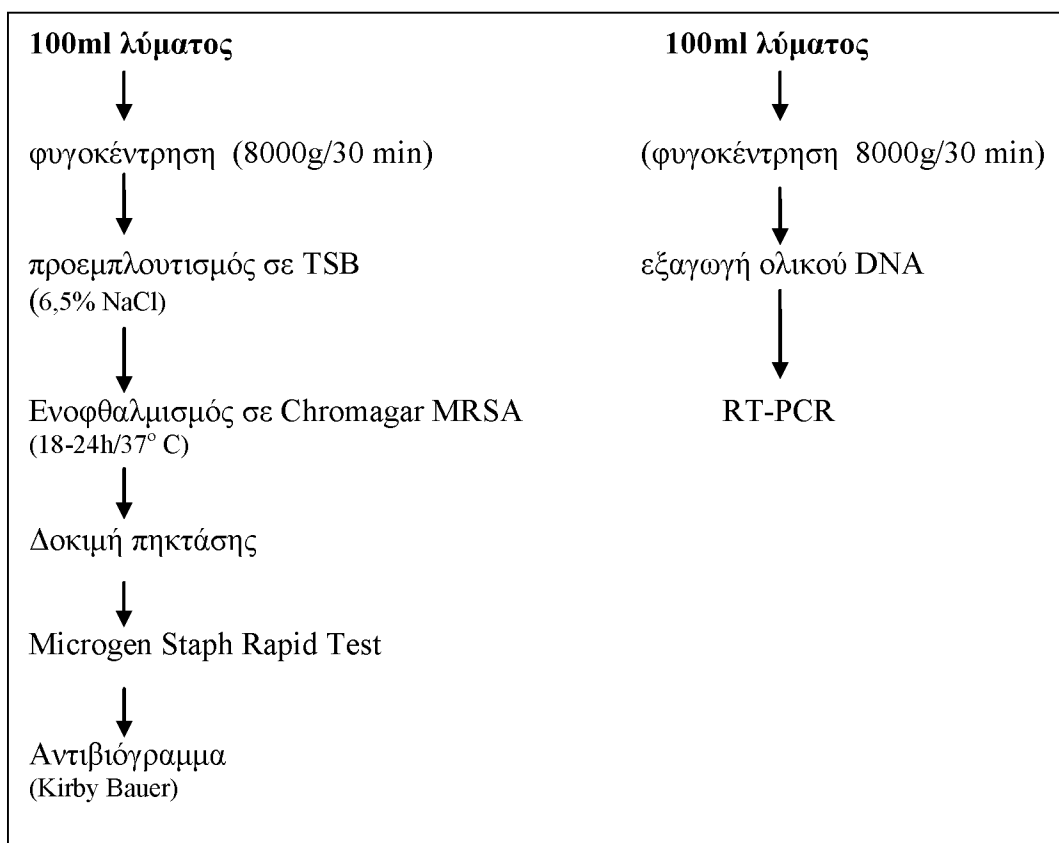 100ml λύματος
φυγοκέντρηση (8000g/30 min)
προεμπλουτισμός σε TSB
(6,5% NaCl)
Ενοφθαλμισμός σε Chromagar MRSA
(18-24h/37° C)
Δοκιμή πηκτάσης
Microgen Staph Rapid Test
Αντιβιόγραμμα
(Kirby Bauer)
100ml λύματος
(φυγοκέντρηση 8000g/30 min)
εξαγωγή ολικού DNA
RT-PCR